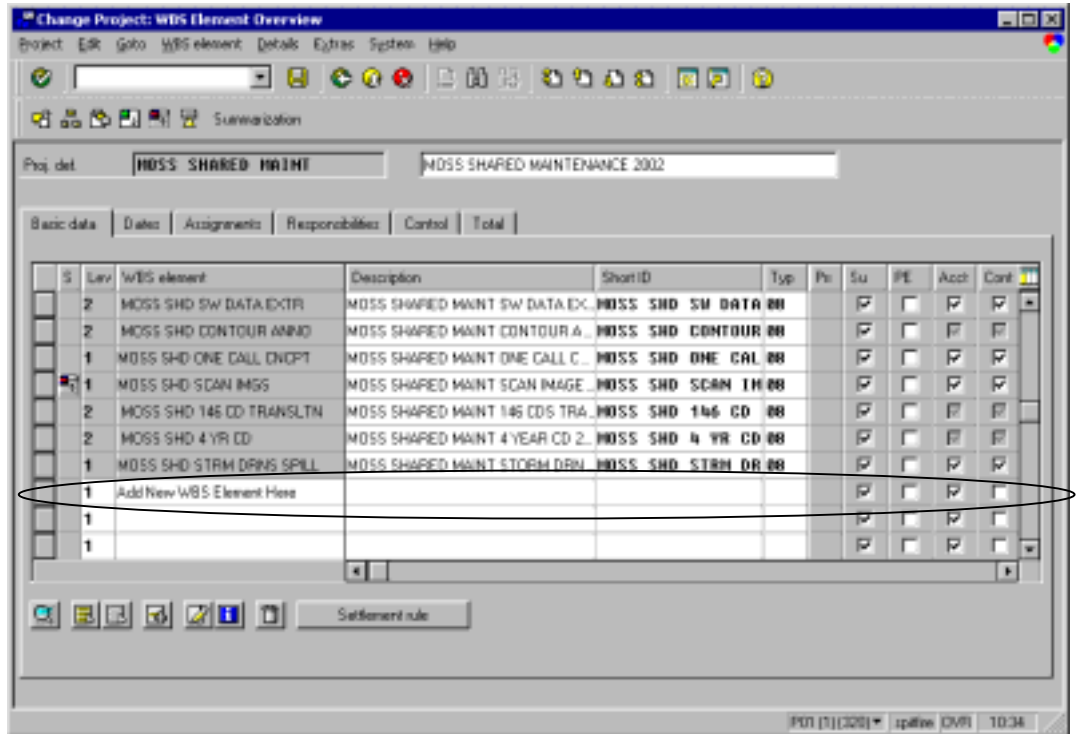 Change Project: WBS Element Overview
Project Edit Goto WBS element Details Extras System Help
Summarization
Proj. def. MOSS SHARED MAINT MOSS SHARED MAINTENANCE 2002
Basic data Dates Assignments Responsibilities Control Total
S Lev WBS element Description Short ID Typ Su PE Acct Cont
2 MOSS SHD SW DATA EXTR MOSS SHARED MAINT SW DATA EX.. MOSS SHD SW DATA 08
2 MOSS SHD CONTOUR ANNO MOSS SHARED MAINT CONTOUR A.. MOSS SHD CONTOUR 08
1 MOSS SHD ONE CALL CNCPT MOSS SHARED MAINT ONE CALL C.. MOSS SHD ONE CAL 08
1 MOSS SHD SCAN IMGS MOSS SHARED MAINT SCAN IMAGE.. MOSS SHD SCAN IM 08
2 MOSS SHD 146 CD TRANSLTN MOSS SHARED MAINT 146 CDS TRA.. MOSS SHD 146 CD 08
2 MOSS SHD 4 YR CD MOSS SHARED MAINT 4 YEAR CD 2.. MOSS SHD 4 YR CD 08
1 MOSS SHD STRM DRNS SPILL MOSS SHARED MAINT STORM DRN.. MOSS SHD STRM DR 08
1 Add New WBS Element Here
1
1
Settlement rule
P01 (1) (320) spitfire OVR 10:34